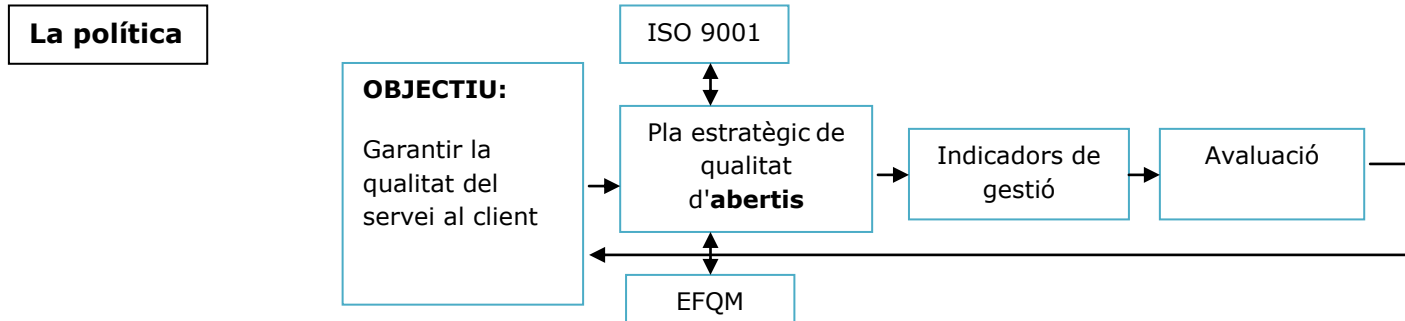 La política
ISO 9001
OBJECTIU:
Garantir la
qualitat del
servei al client
Pla estratègic de
qualitat
d'abertis
Indicadors de
gestió
Avaluació
EFQM